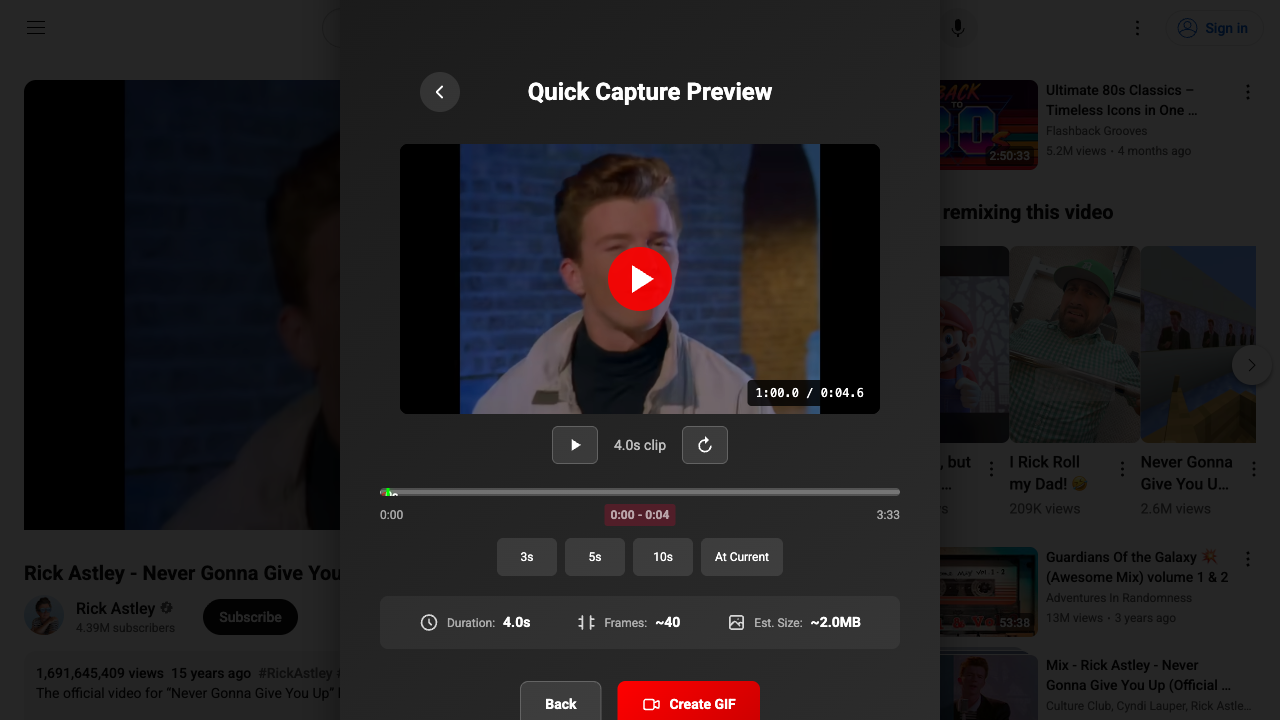 Sign in
Quick Capture Preview
1:00.0 / 0:04.6
4.0s clip
0:00
0:00 - 0:04
3:33
3s
5s
10s
At Current
Duration: 4.0s
Frames: ~40
Est. Size: ~2.0MB
Back
Create GIF
Rick Astley - Never Gonna Give You
Rick Astley
4.39M subscribers
Subscribe
1,691,645,409 views 15 years ago #RickAstley
The official video for “Never Gonna Give You Up”
BACK
TO
2:50:33
Ultimate 80s Classics –
Timeless Icons in One ...
Flashback Grooves
5.2M views • 4 months ago
remixing this video
, but
...
I Rick Roll
my Dad! 🤪
209K views
Never Gonna
Give You U...
2.6M views
53:38
Guardians Of the Galaxy 💥
(Awesome Mix) volume 1 & 2
Adventures In Randomness
13M views • 3 years ago
Mix - Rick Astley - Never
Gonna Give You Up (Official ...
Culture Club, Cyndi Lauper, Rick Astle...